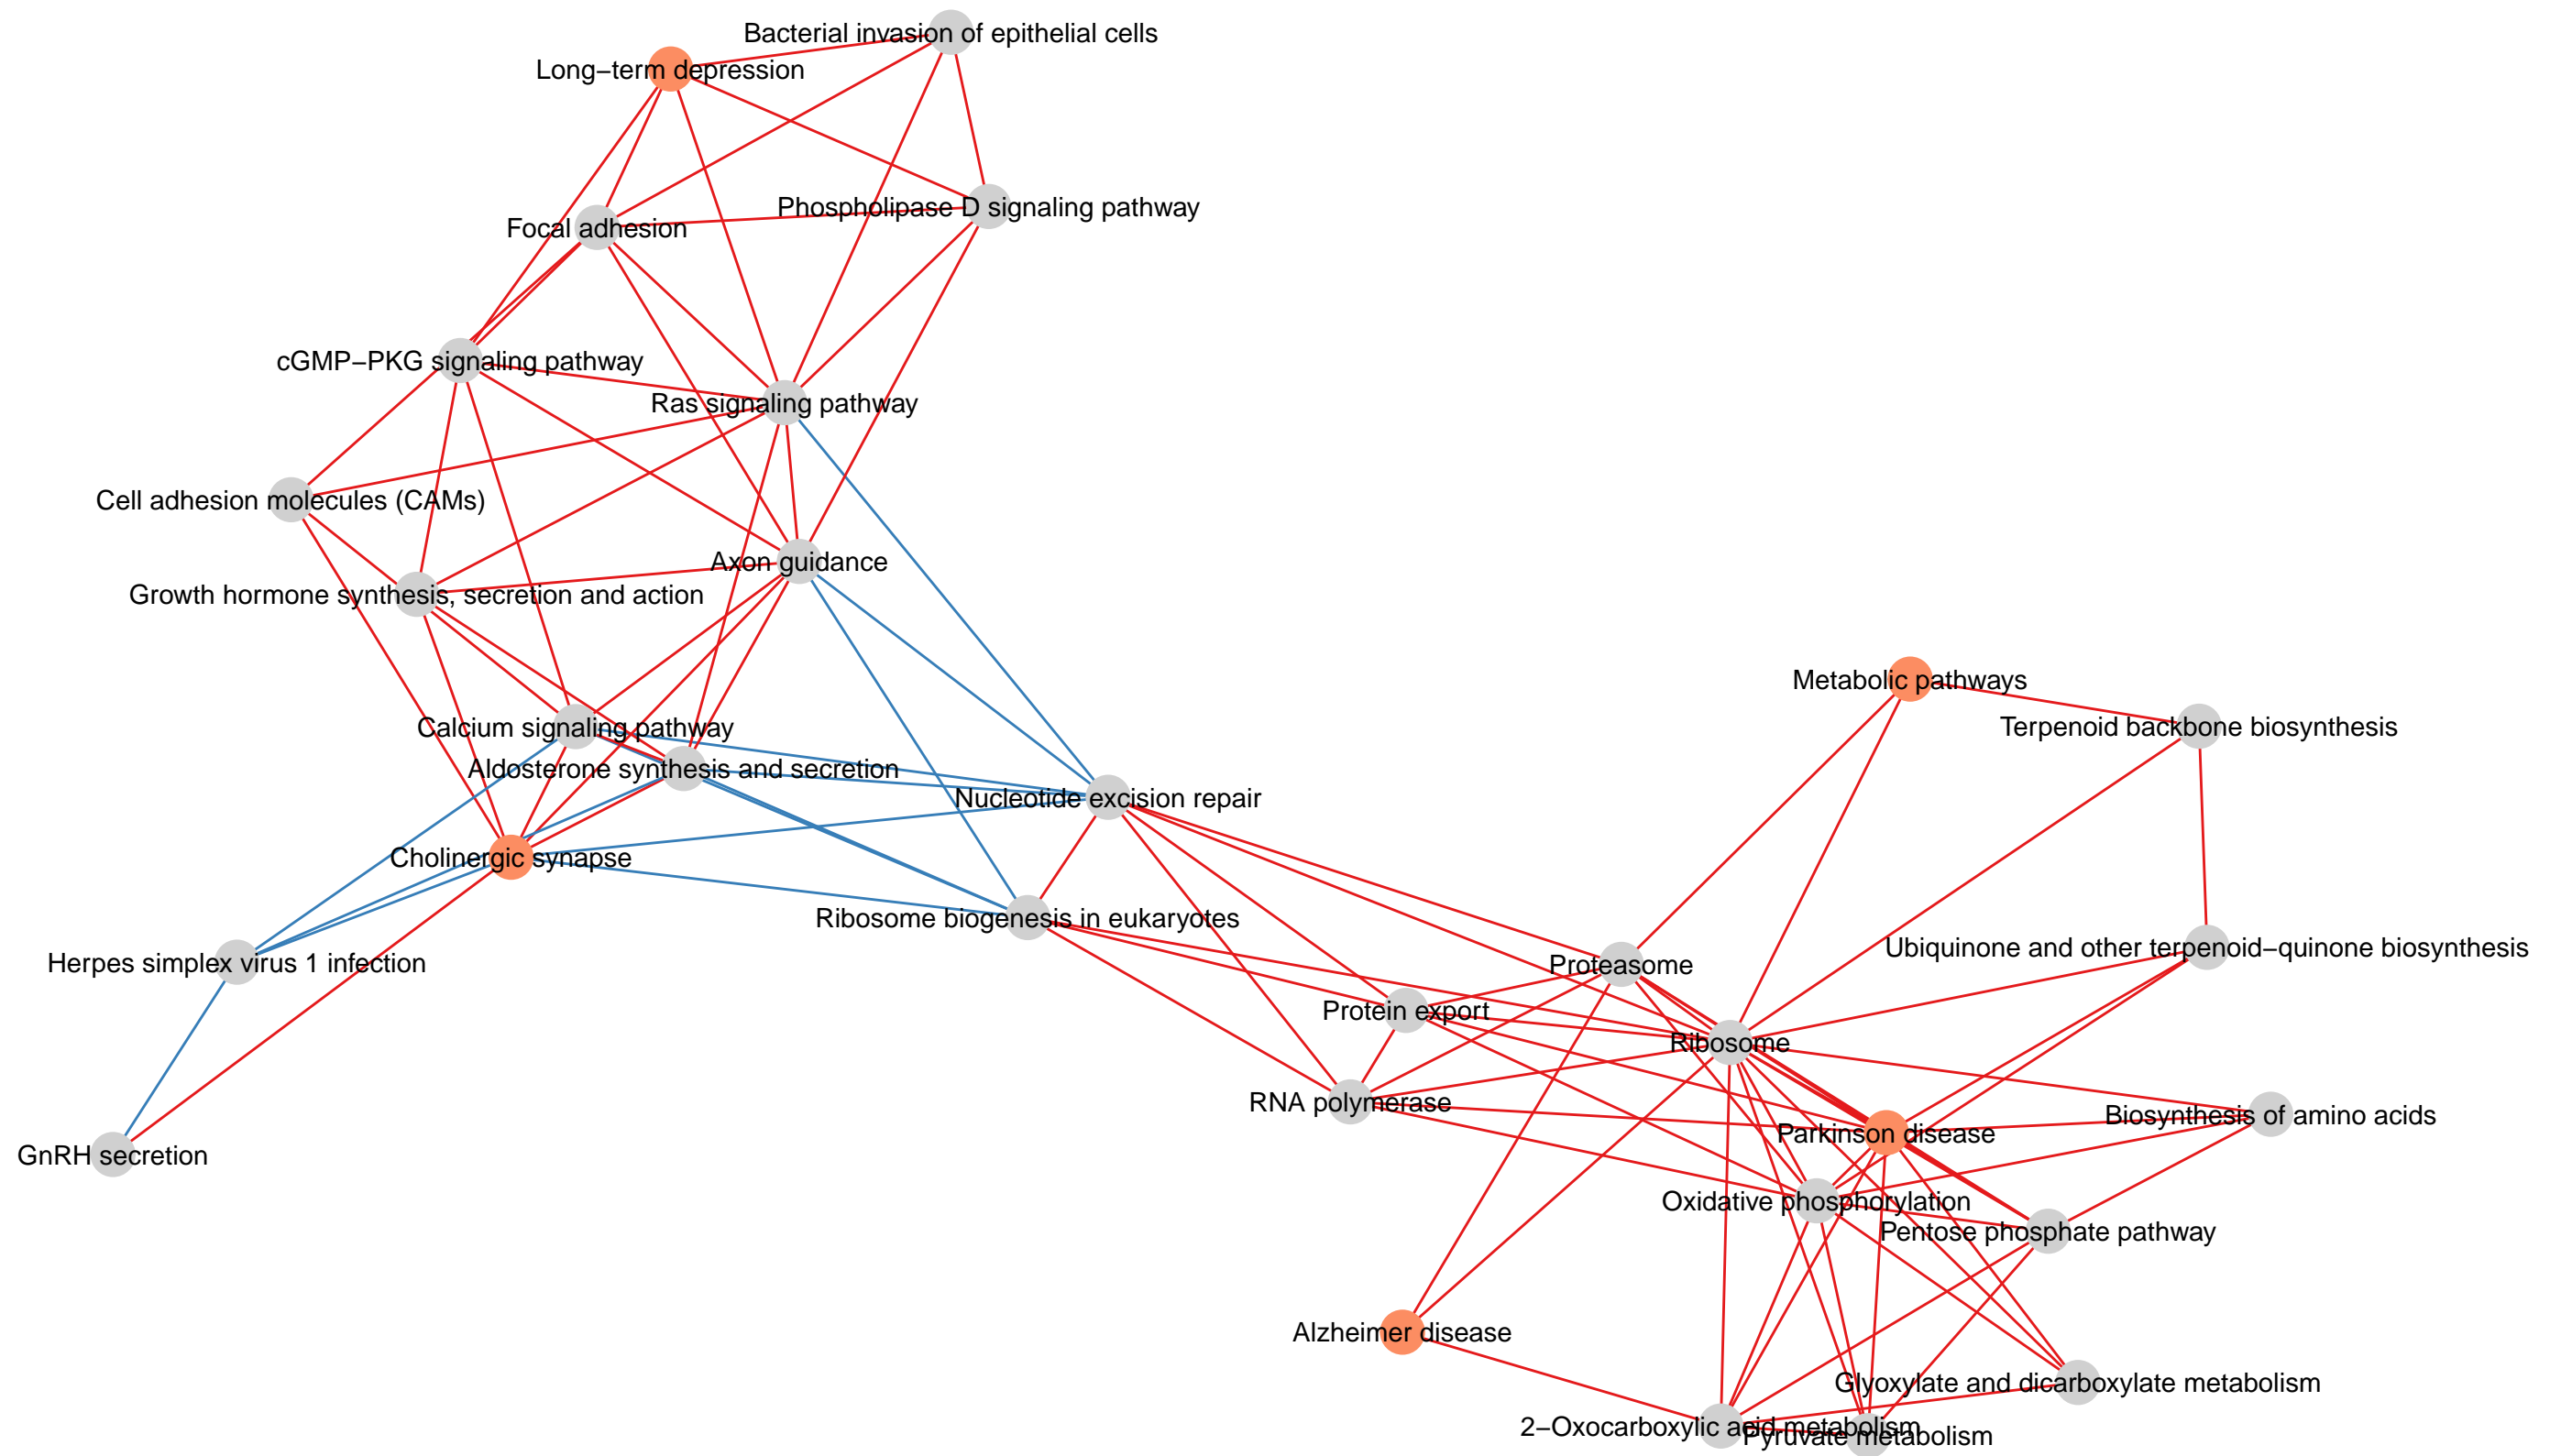 Bacterial invasion of epithelial cells
Long−term depression
Phospholipase D signaling pathway
Focal adhesion
cGMP−PKG signaling pathway
Ras signaling pathway
Cell adhesion molecules (CAMs)
Axon guidance
Growth hormone synthesis, secretion and action
Metabolic pathways
Terpenoid backbone biosynthesis
Calcium signaling pathway
Aldosterone synthesis and secretion
Nucleotide excision repair
Cholinergic synapse
Ribosome biogenesis in eukaryotes
Ubiquinone and other terpenoid−quinone biosynthesis
Herpes simplex virus 1 infection
Proteasome
Protein export
Ribosome
RNA polymerase
Biosynthesis of amino acids
Parkinson disease
GnRH secretion
Oxidative phosphorylation
Pentose phosphate pathway
Alzheimer disease
Glyoxylate and dicarboxylate metabolism
2−Oxocarboxylic acid metabolism
Pyruvate metabolism